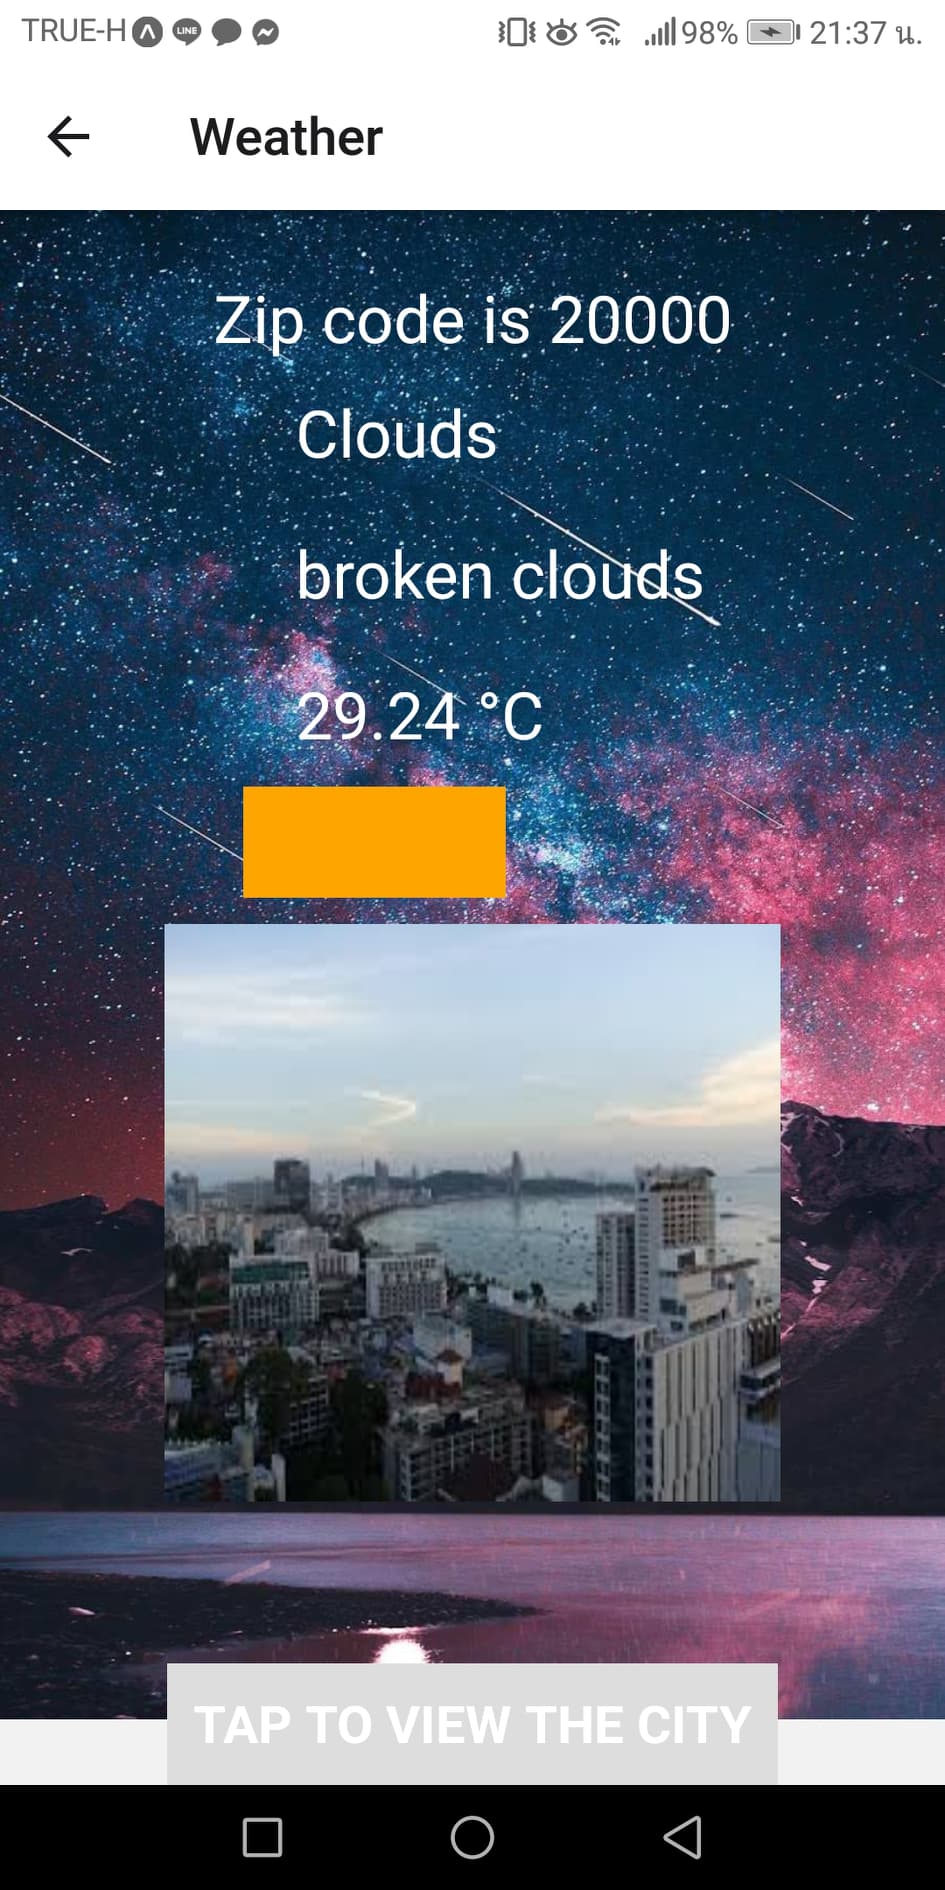 TRUE-H LINE 98% 21:37 น.
Weather
Zip code is 20000
Clouds
broken clouds
29.24 °C
TAP TO VIEW THE CITY